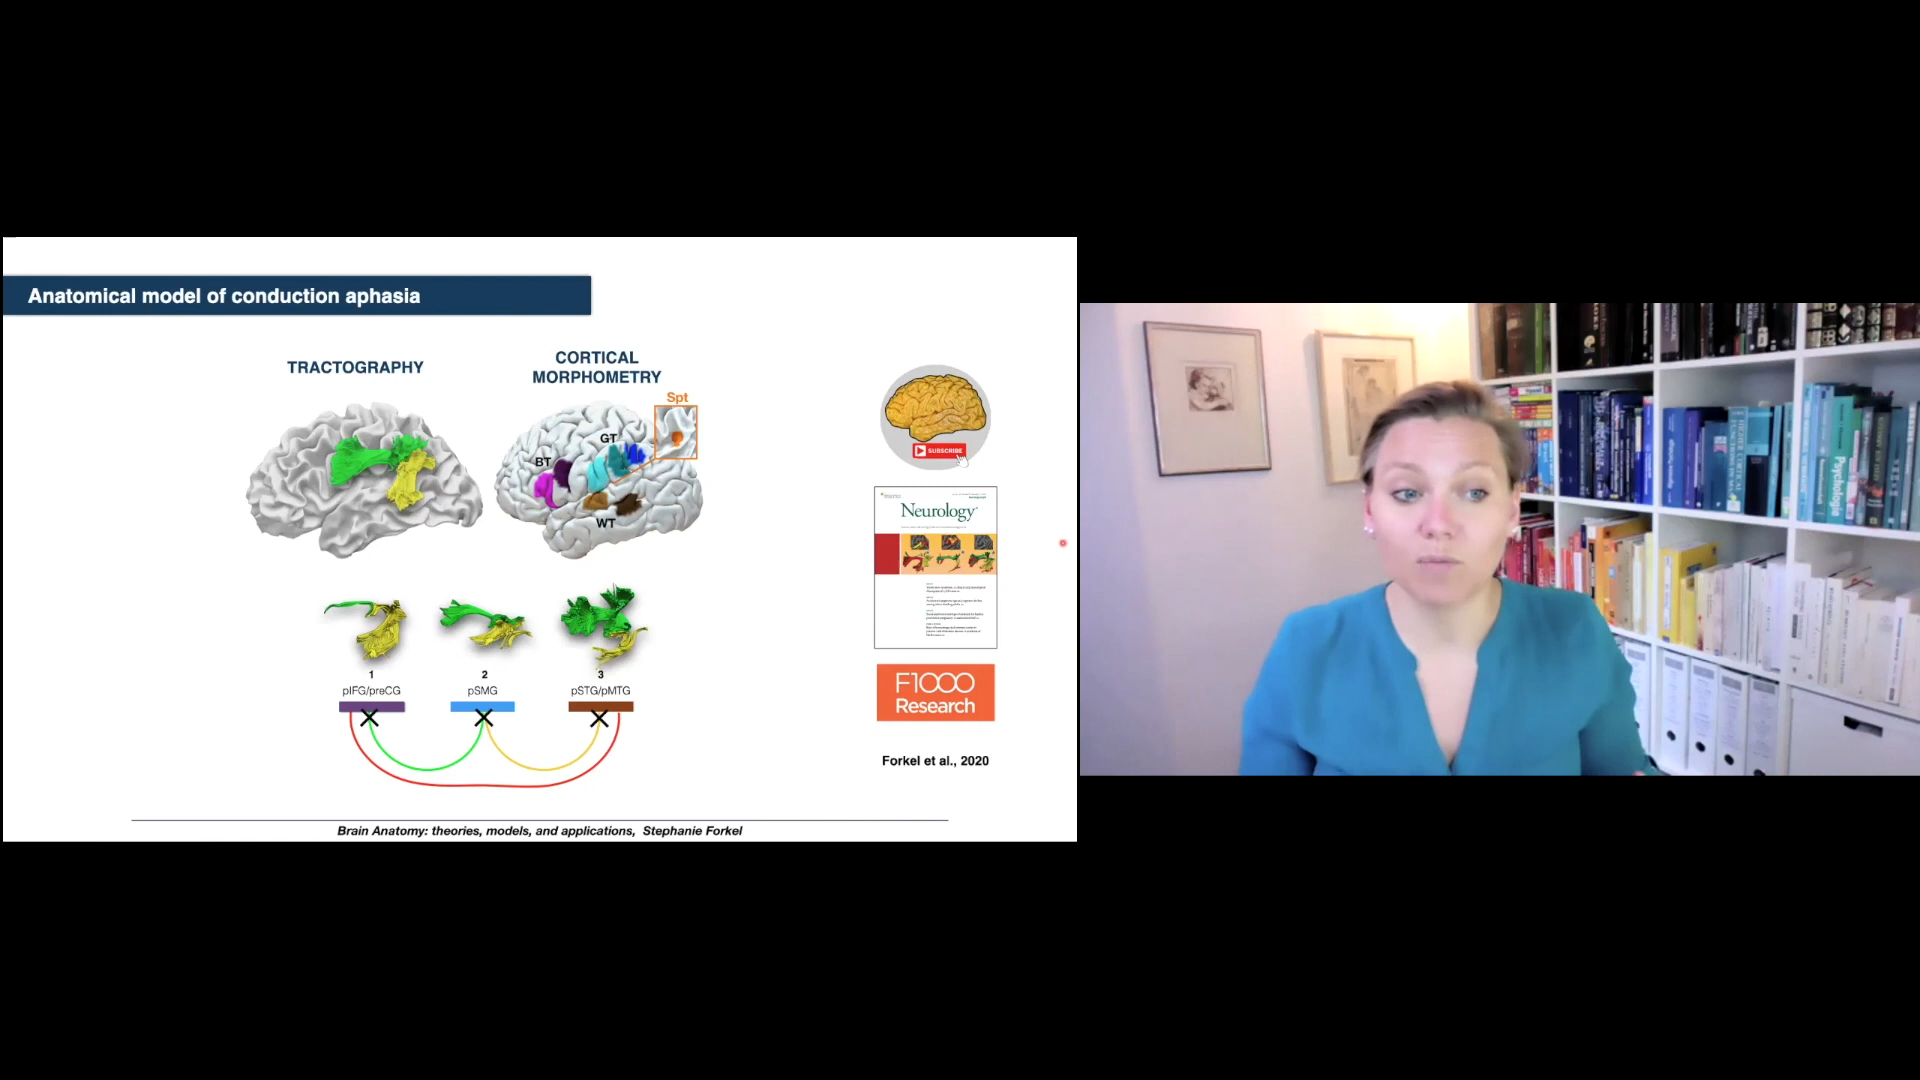 Anatomical model of conduction aphasia
TRACTOGRAPHY
CORTICAL
MORPHOMETRY
Spt
GT
BT
WT
SUBSCRIBE
Neurology
1
2
3
pIFG/preCG
pSMG
pSTG/pMTG
F1000
Research
Forkel et al., 2020
Brain Anatomy: theories, models, and applications, Stephanie Forkel
Psychologie